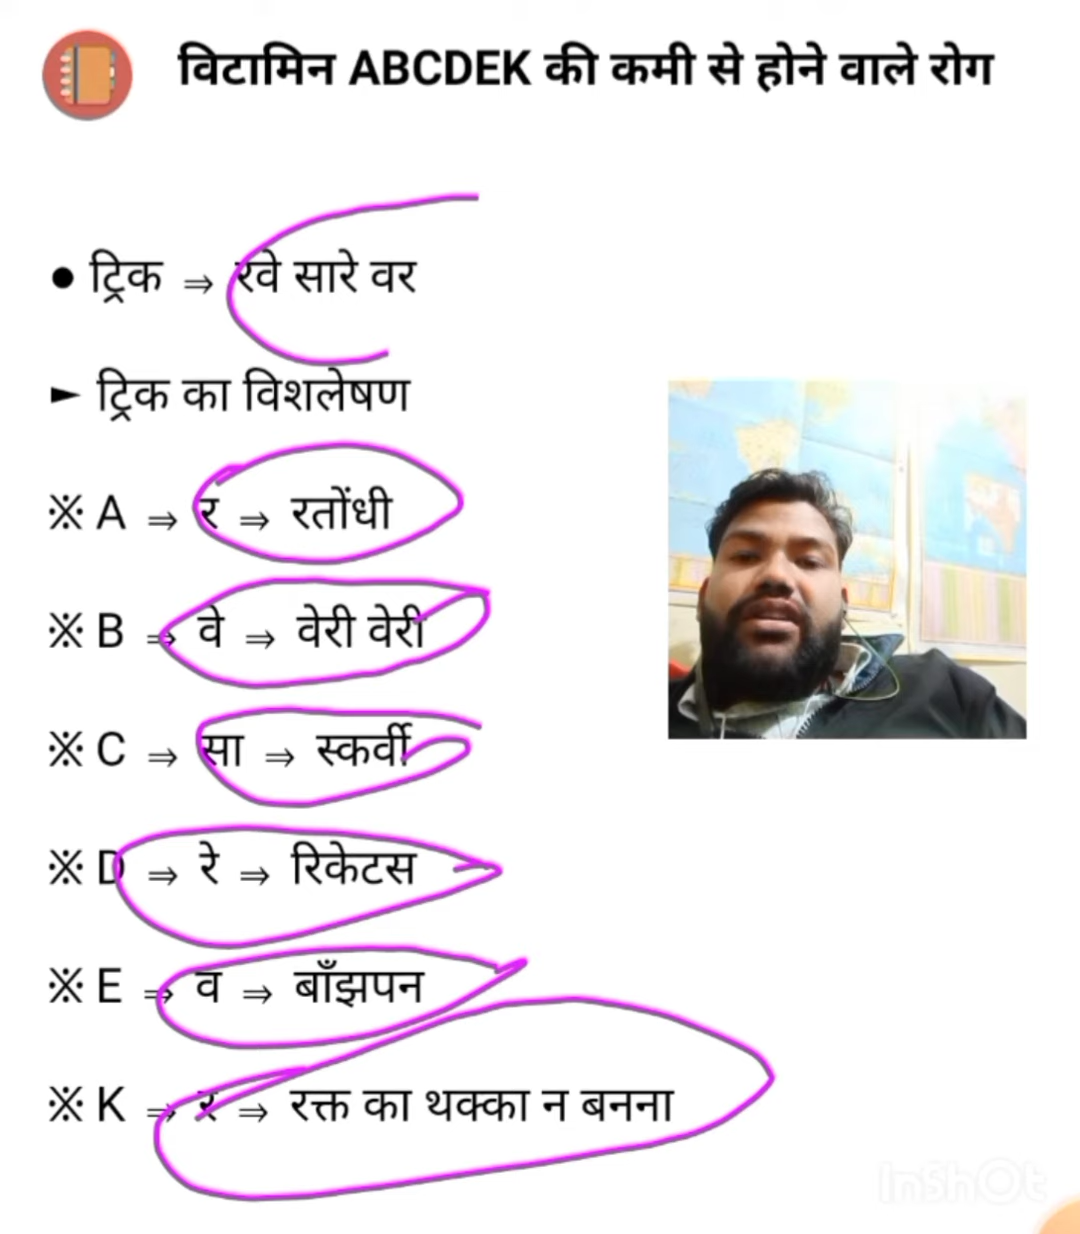 विटामिन ABCDEK की कमी से होने वाले रोग
● ट्रिक ⇒ रवे सारे वर
► ट्रिक का विशलेषण
※ A ⇒ र ⇒ रतोंधी
※ B ⇒ वे ⇒ वेरी वेरी
※ C ⇒ सा ⇒ स्कर्वी
※ D ⇒ रे ⇒ रिकेटस
※ E ⇒ व ⇒ बाँझपन
※ K ⇒ र ⇒ रक्त का थक्का न बनना
InShOt